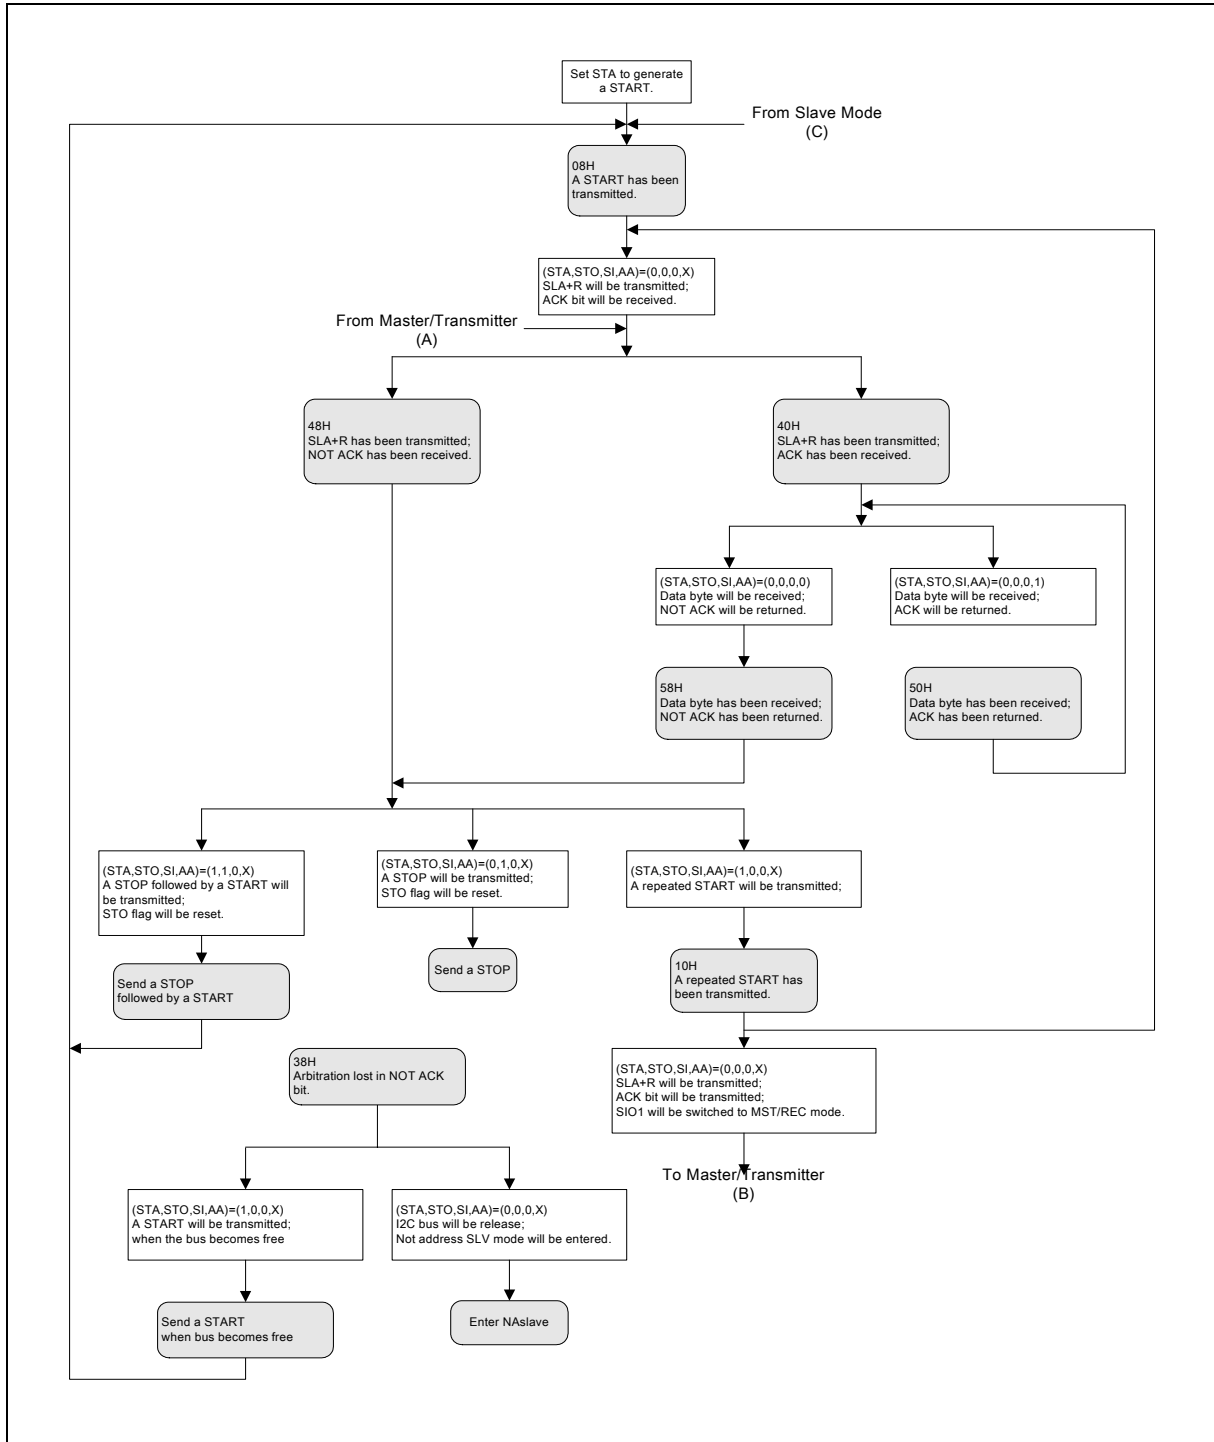 Set STA to generate
a START.
From Slave Mode
(C)
08H
A START has been
transmitted.
(STA,STO,SI,AA)=(0,0,0,X)
SLA+R will be transmitted;
ACK bit will be received.
From Master/Transmitter
(A)
48H
SLA+R has been transmitted;
NOT ACK has been received.
40H
SLA+R has been transmitted;
ACK has been received.
(STA,STO,SI,AA)=(0,0,0,0)
Data byte will be received;
NOT ACK will be returned.
(STA,STO,SI,AA)=(0,0,0,1)
Data byte will be received;
ACK will be returned.
58H
Data byte has been received;
NOT ACK has been returned.
50H
Data byte has been received;
ACK has been returned.
(STA,STO,SI,AA)=(1,1,0,X)
A STOP followed by a START will
be transmitted;
STO flag will be reset.
(STA,STO,SI,AA)=(0,1,0,X)
A STOP will be transmitted;
STO flag will be reset.
(STA,STO,SI,AA)=(1,0,0,X)
A repeated START will be transmitted;
Send a STOP
followed by a START
Send a STOP
10H
A repeated START has
been transmitted.
38H
Arbitration lost in NOT ACK
bit.
(STA,STO,SI,AA)=(0,0,0,X)
SLA+R will be transmitted;
ACK bit will be transmitted;
SIO1 will be switched to MST/REC mode.
To Master/Transmitter
(B)
(STA,STO,SI,AA)=(1,0,0,X)
A START will be transmitted;
when the bus becomes free
(STA,STO,SI,AA)=(0,0,0,X)
I2C bus will be release;
Not address SLV mode will be entered.
Send a START
when bus becomes free
Enter NAslave